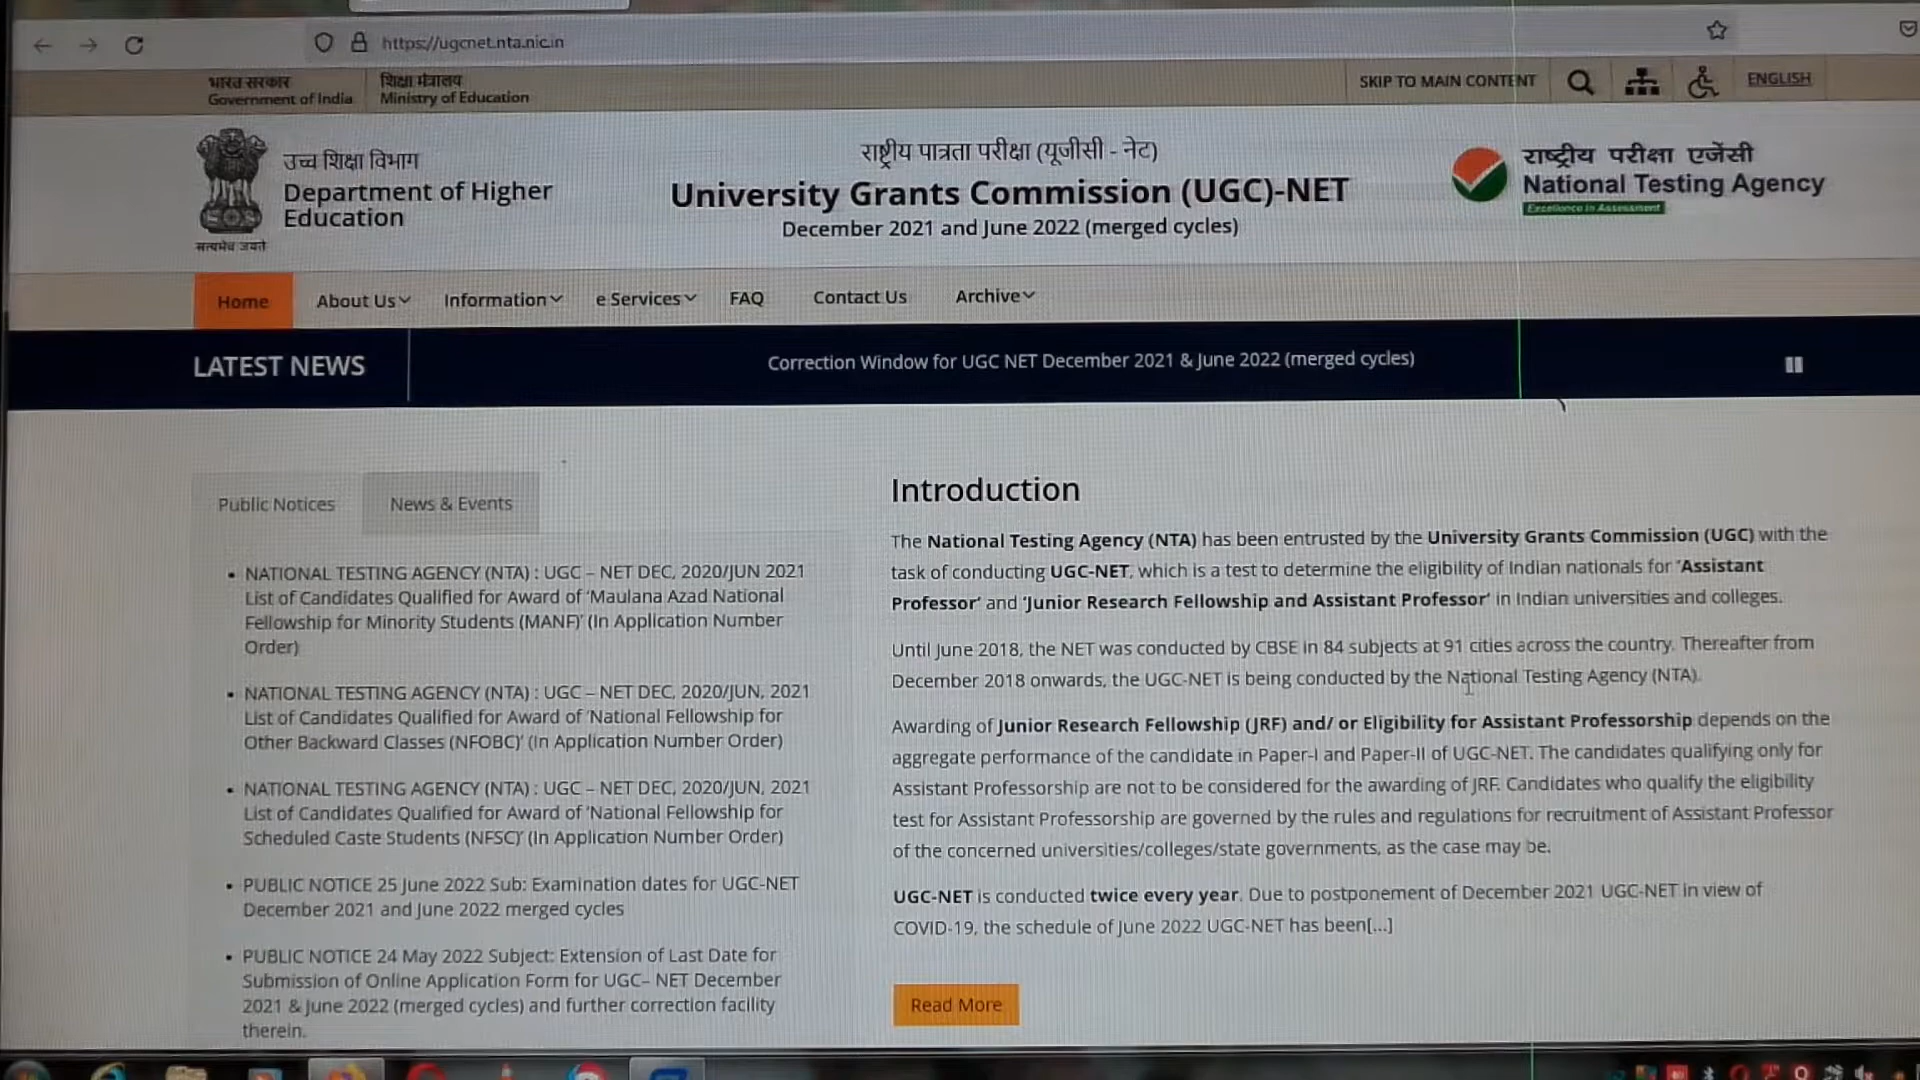 https://ugcnet.nta.nic.in
भारत सरकार
Government of India
शिक्षा मंत्रालय
Ministry of Education
SKIP TO MAIN CONTENT
ENGLISH
उच्च शिक्षा विभाग
Department of Higher
Education
सत्यमेव जयते
राष्ट्रीय पात्रता परीक्षा (यूजीसी - नेट)
University Grants Commission (UGC)-NET
December 2021 and June 2022 (merged cycles)
राष्ट्रीय परीक्षा एजेंसी
National Testing Agency
Excellence in Assessment
Home
About Us
Information
e Services
FAQ
Contact Us
Archive
LATEST NEWS
Correction Window for UGC NET December 2021 & June 2022 (merged cycles)
Public Notices
News & Events
NATIONAL TESTING AGENCY (NTA) : UGC – NET DEC, 2020/JUN 2021
List of Candidates Qualified for Award of ‘Maulana Azad National
Fellowship for Minority Students (MANF)’ (In Application Number
Order)
NATIONAL TESTING AGENCY (NTA) : UGC – NET DEC, 2020/JUN, 2021
List of Candidates Qualified for Award of ‘National Fellowship for
Other Backward Classes (NFOBC)’ (In Application Number Order)
NATIONAL TESTING AGENCY (NTA) : UGC – NET DEC, 2020/JUN, 2021
List of Candidates Qualified for Award of ‘National Fellowship for
Scheduled Caste Students (NFSC)’ (In Application Number Order)
PUBLIC NOTICE 25 June 2022 Sub: Examination dates for UGC-NET
December 2021 and June 2022 merged cycles
PUBLIC NOTICE 24 May 2022 Subject: Extension of Last Date for
Submission of Online Application Form for UGC– NET December
2021 & June 2022 (merged cycles) and further correction facility
therein.
Introduction
The National Testing Agency (NTA) has been entrusted by the University Grants Commission (UGC) with the
task of conducting UGC-NET, which is a test to determine the eligibility of Indian nationals for ‘Assistant
Professor’ and ‘Junior Research Fellowship and Assistant Professor’ in Indian universities and colleges.
Until June 2018, the NET was conducted by CBSE in 84 subjects at 91 cities across the country. Thereafter from
December 2018 onwards, the UGC-NET is being conducted by the National Testing Agency (NTA).
Awarding of Junior Research Fellowship (JRF) and/ or Eligibility for Assistant Professorship depends on the
aggregate performance of the candidate in Paper-I and Paper-II of UGC-NET. The candidates qualifying only for
Assistant Professorship are not to be considered for the awarding of JRF. Candidates who qualify the eligibility
test for Assistant Professorship are governed by the rules and regulations for recruitment of Assistant Professor
of the concerned universities/colleges/state governments, as the case may be.
UGC-NET is conducted twice every year. Due to postponement of December 2021 UGC-NET in view of
COVID-19, the schedule of June 2022 UGC-NET has been[...]
Read More